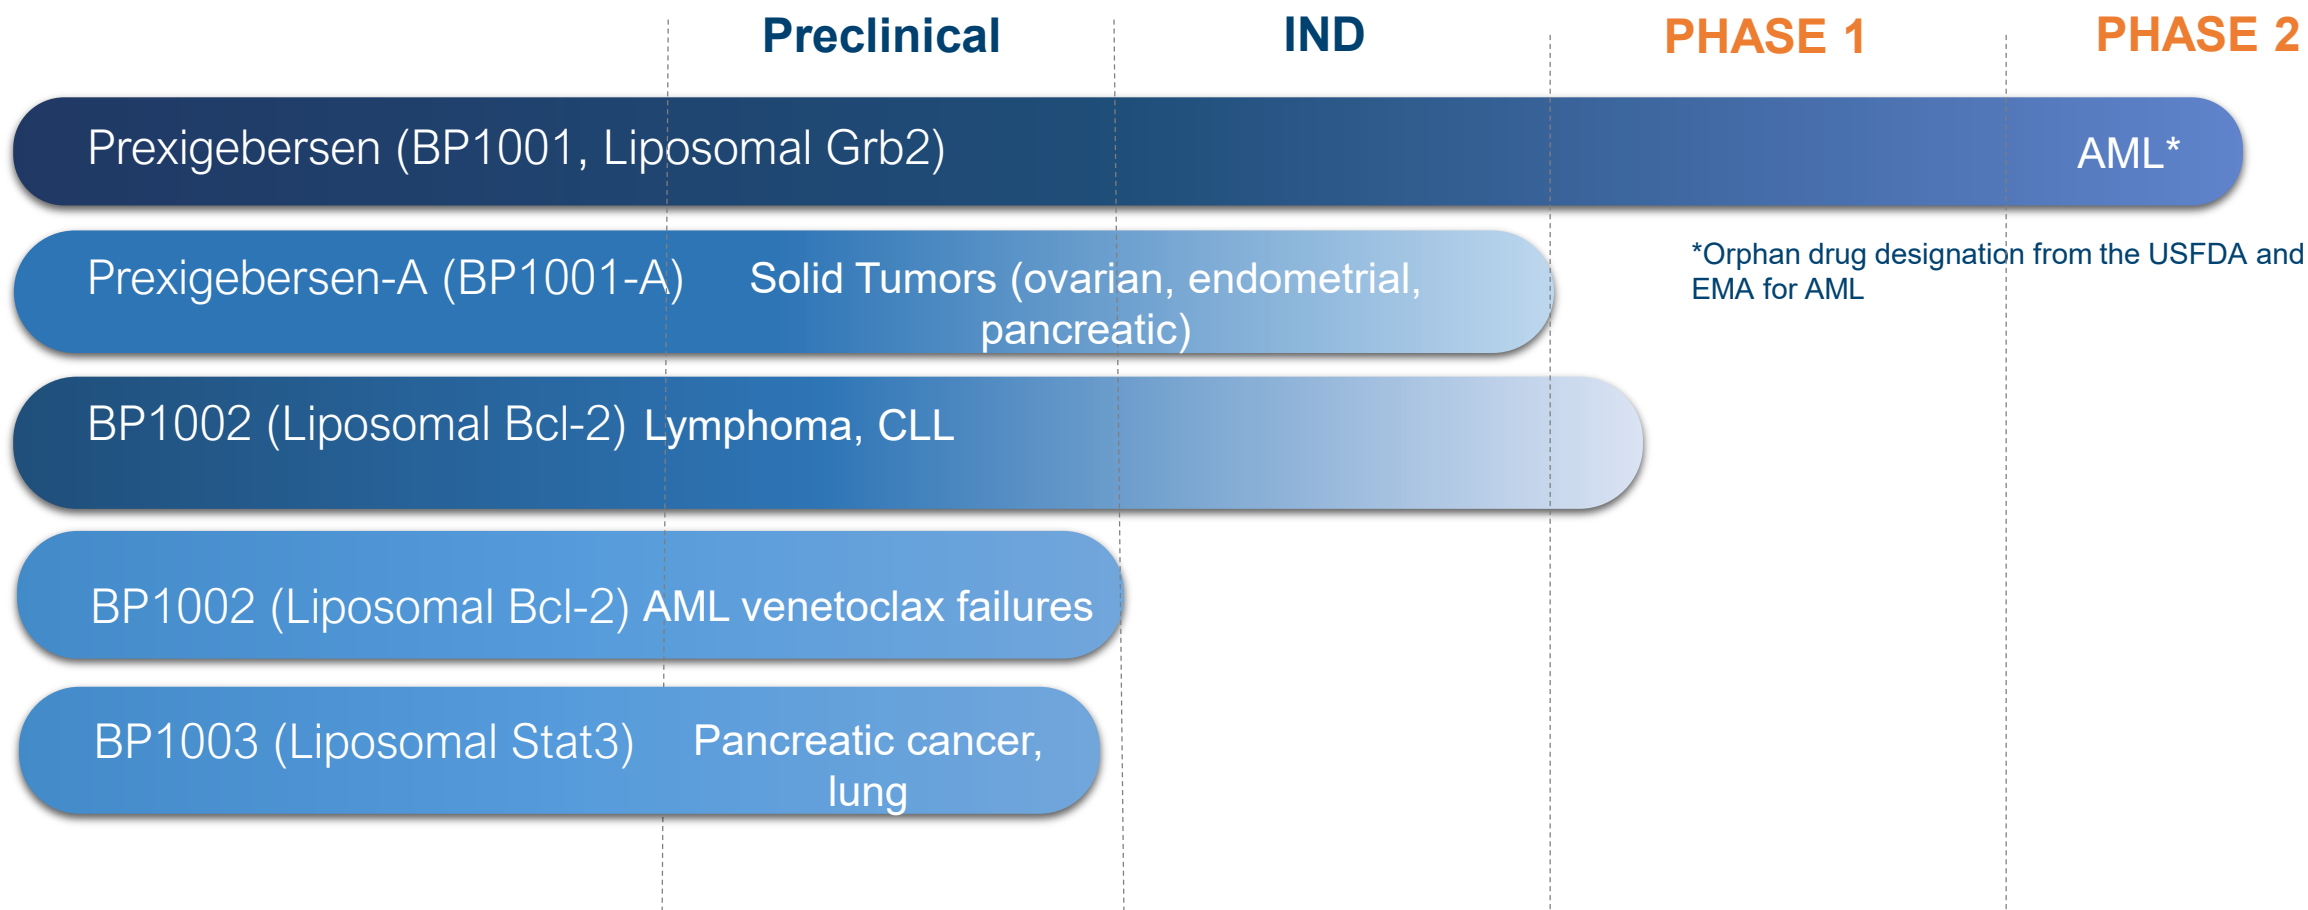 Preclinical IND PHASE 1 PHASE 2
Prexigebersen (BP1001, Liposomal Grb2) AML*
Prexigebersen-A (BP1001-A) Solid Tumors (ovarian, endometrial,
pancreatic)
*Orphan drug designation from the USFDA and
EMA for AML
BP1002 (Liposomal Bcl-2) Lymphoma, CLL
BP1002 (Liposomal Bcl-2) AML venetoclax failures
BP1003 (Liposomal Stat3) Pancreatic cancer,
lung